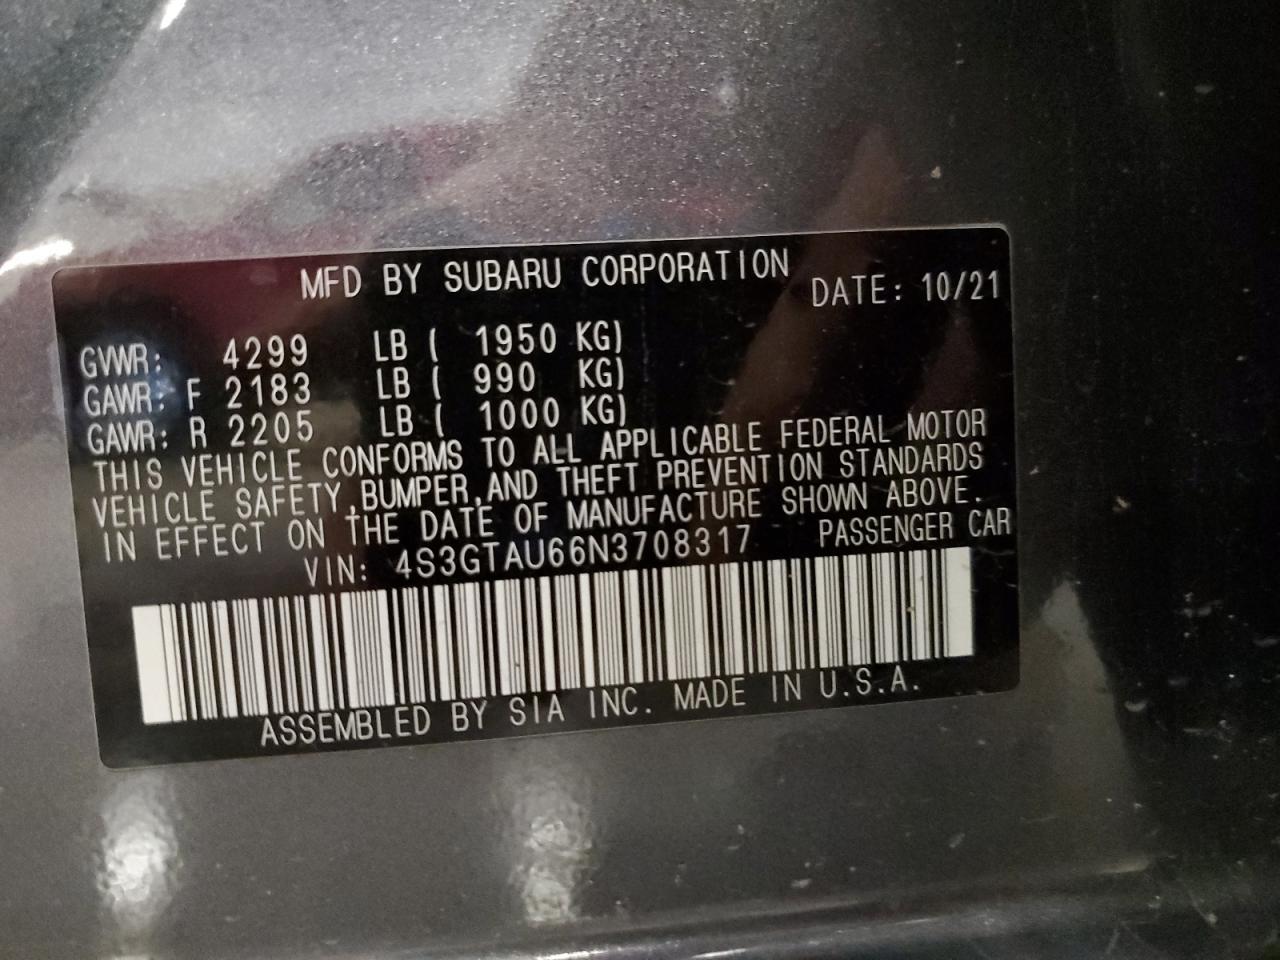 MFD BY SUBARU CORPORATION
DATE: 10/21
GVWR: 4299 LB ( 1950 KG)
GAWR: F 2183 LB ( 990 KG)
GAWR: R 2205 LB ( 1000 KG)
THIS VEHICLE CONFORMS TO ALL APPLICABLE FEDERAL MOTOR
VEHICLE SAFETY,BUMPER,AND THEFT PREVENTION STANDARDS
IN EFFECT ON THE DATE OF MANUFACTURE SHOWN ABOVE.
VIN: 4S3GTAU66N3708317 PASSENGER CAR
ASSEMBLED BY SIA INC. MADE IN U.S.A.